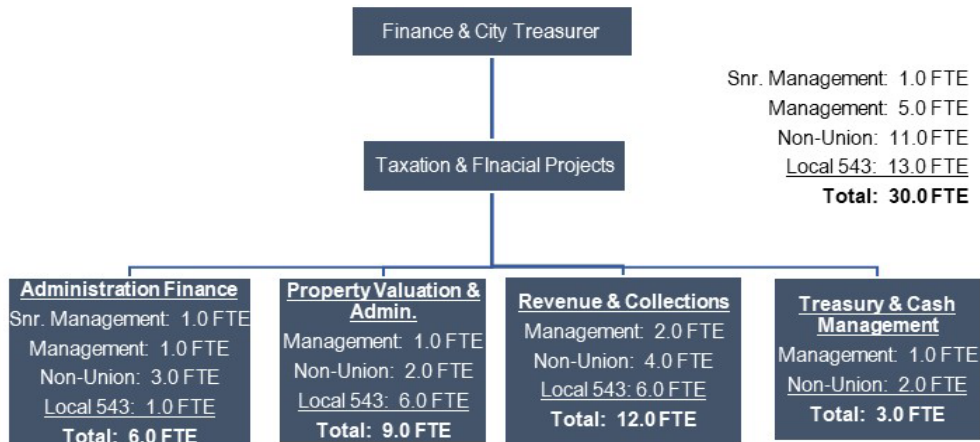 Finance & City Treasurer
Snr. Management: 1.0 FTE
Management: 5.0 FTE
Non-Union: 11.0 FTE
Local 543: 13.0 FTE
Total: 30.0 FTE
Taxation & FInacial Projects
Administration Finance
Snr. Management: 1.0 FTE
Management: 1.0 FTE
Non-Union: 3.0 FTE
Local 543: 1.0 FTE
Total: 6.0 FTE
Property Valuation &
Admin.
Management: 1.0 FTE
Non-Union: 2.0 FTE
Local 543: 6.0 FTE
Total: 9.0 FTE
Revenue & Collections
Management: 2.0 FTE
Non-Union: 4.0 FTE
Local 543: 6.0 FTE
Total: 12.0 FTE
Treasury & Cash
Management
Management: 1.0 FTE
Non-Union: 2.0 FTE
Total: 3.0 FTE